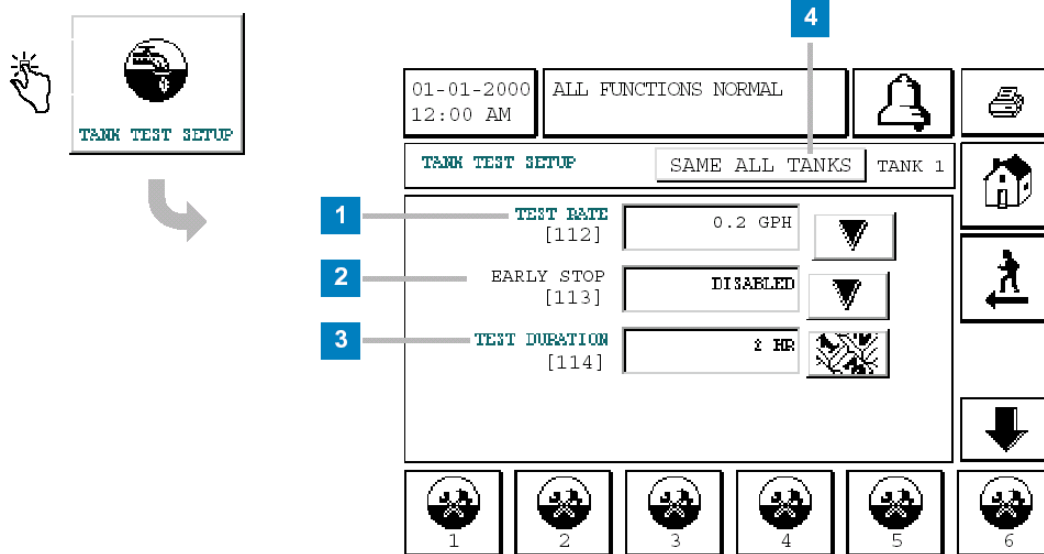 4
TANK TEST SETUP
01-01-2000
12:00 AM
ALL FUNCTIONS NORMAL
TANK TEST SETUP
SAME ALL TANKS
TANK 1
1
TEST RATE
[112]
0.2 GPH
2
EARLY STOP
[113]
DISABLED
3
TEST DURATION
[114]
2 HR
1
2
3
4
5
6